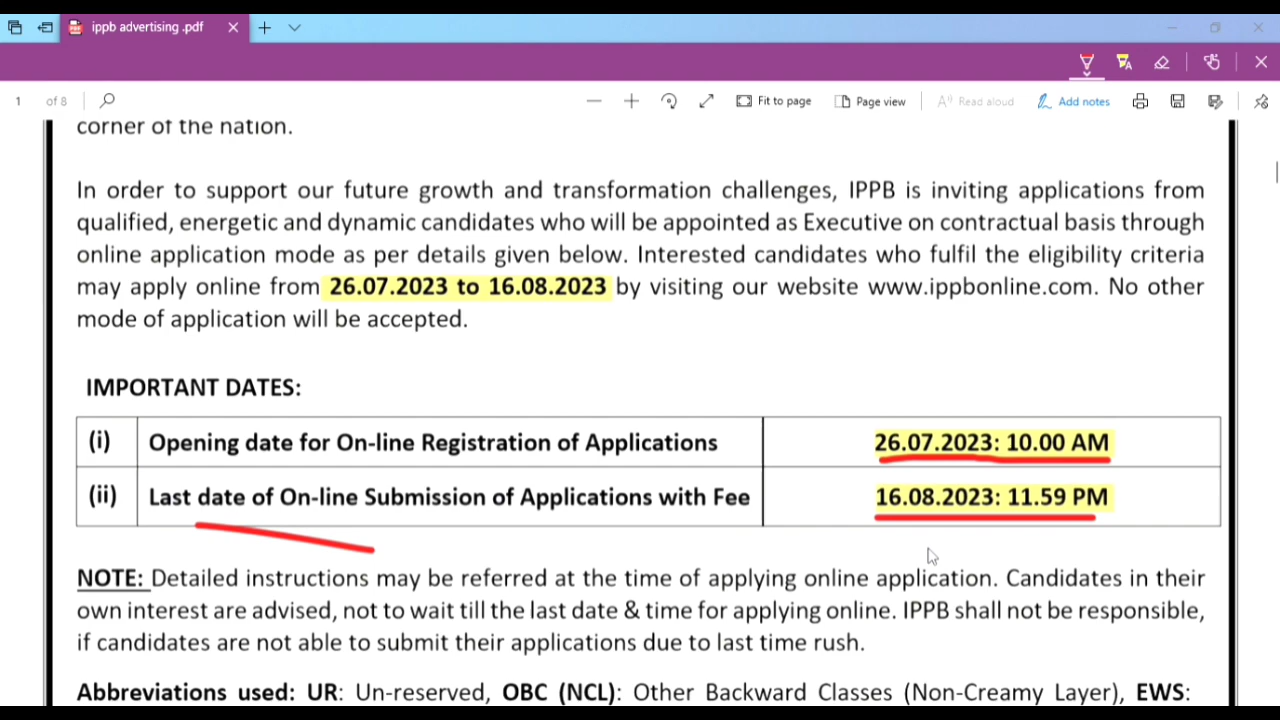 ippb advertising .pdf
1 of 8 Fit to page Page view Read aloud Add notes
corner of the nation.
In order to support our future growth and transformation challenges, IPPB is inviting applications from
qualified, energetic and dynamic candidates who will be appointed as Executive on contractual basis through
online application mode as per details given below. Interested candidates who fulfil the eligibility criteria
may apply online from 26.07.2023 to 16.08.2023 by visiting our website www.ippbonline.com. No other
mode of application will be accepted.
IMPORTANT DATES:
(i) Opening date for On-line Registration of Applications 26.07.2023: 10.00 AM
(ii) Last date of On-line Submission of Applications with Fee 16.08.2023: 11.59 PM
NOTE: Detailed instructions may be referred at the time of applying online application. Candidates in their
own interest are advised, not to wait till the last date & time for applying online. IPPB shall not be responsible,
if candidates are not able to submit their applications due to last time rush.
Abbreviations used: UR: Un-reserved, OBC (NCL): Other Backward Classes (Non-Creamy Layer), EWS: